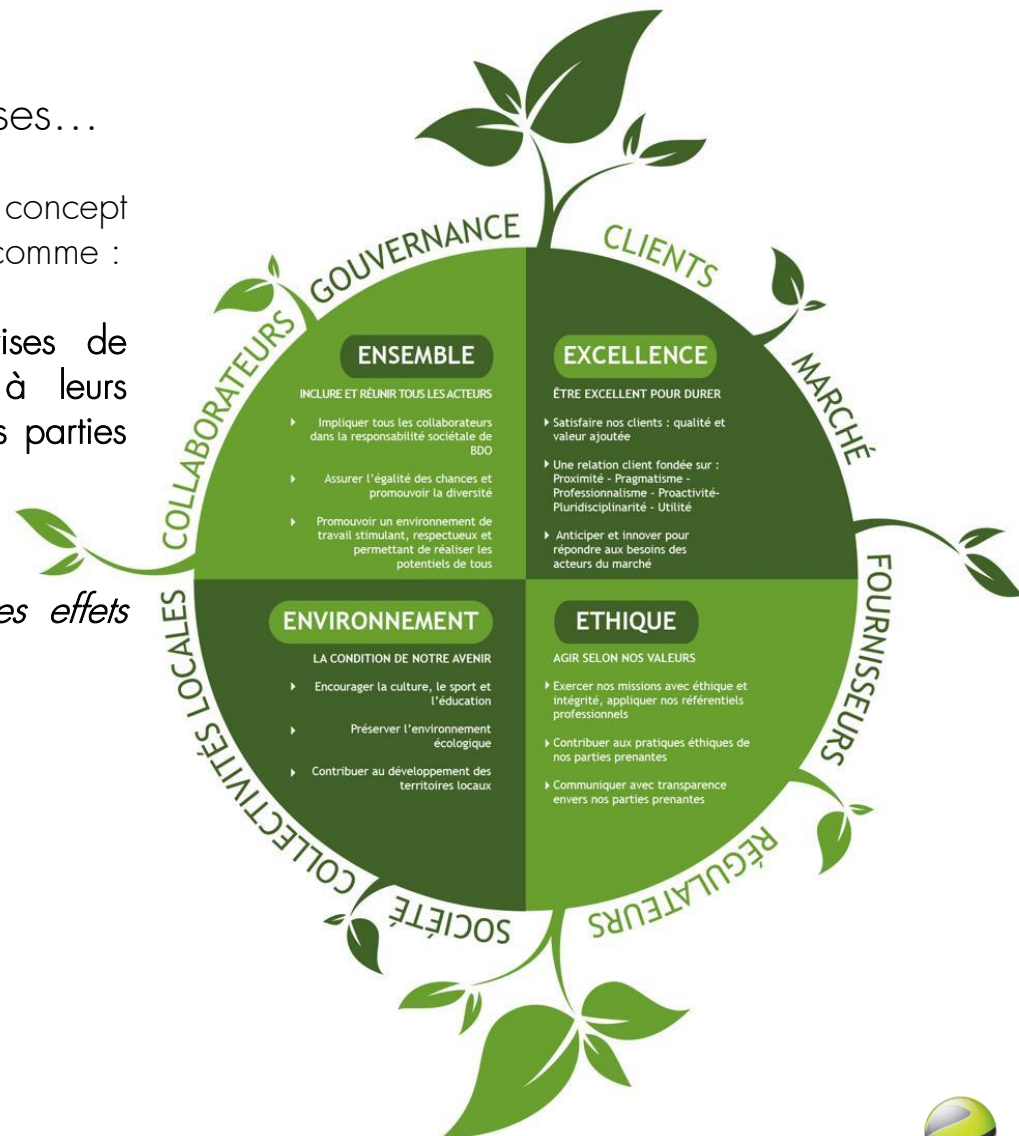 ses...
concept
comme :
ises de
à leurs
s parties
es effets
GOUVERNANCE
CLIENTS
MARCHÉ
FOURNISSEURS
RÉGULATEURS
SOCIÉTÉ
COLLECTIVITÉS LOCALES
COLLABORATEURS
ENSEMBLE
INCLURE ET RÉUNIR TOUS LES ACTEURS
Impliquer tous les collaborateurs
dans la responsabilité sociétale de
BDO
Assurer l'égalité des chances et
promouvoir la diversité
Promouvoir un environnement de
travail stimulant, respectueux et
permettant de réaliser les
potentiels de tous
EXCELLENCE
ÊTRE EXCELLENT POUR DURER
Satisfaire nos clients : qualité et
valeur ajoutée
Une relation client fondée sur :
Proximité - Pragmatisme -
Professionnalisme - Proactivité-
Pluridisciplinarité - Utilité
Anticiper et innover pour
répondre aux besoins des
acteurs du marché
ENVIRONNEMENT
LA CONDITION DE NOTRE AVENIR
Encourager la culture, le sport et
l'éducation
Préserver l'environnement
écologique
Contribuer au développement des
territoires locaux
ETHIQUE
AGIR SELON NOS VALEURS
Exercer nos missions avec éthique et
intégrité, appliquer nos référentiels
professionnels
Contribuer aux pratiques éthiques de
nos parties prenantes
Communiquer avec transparence
envers nos parties prenantes